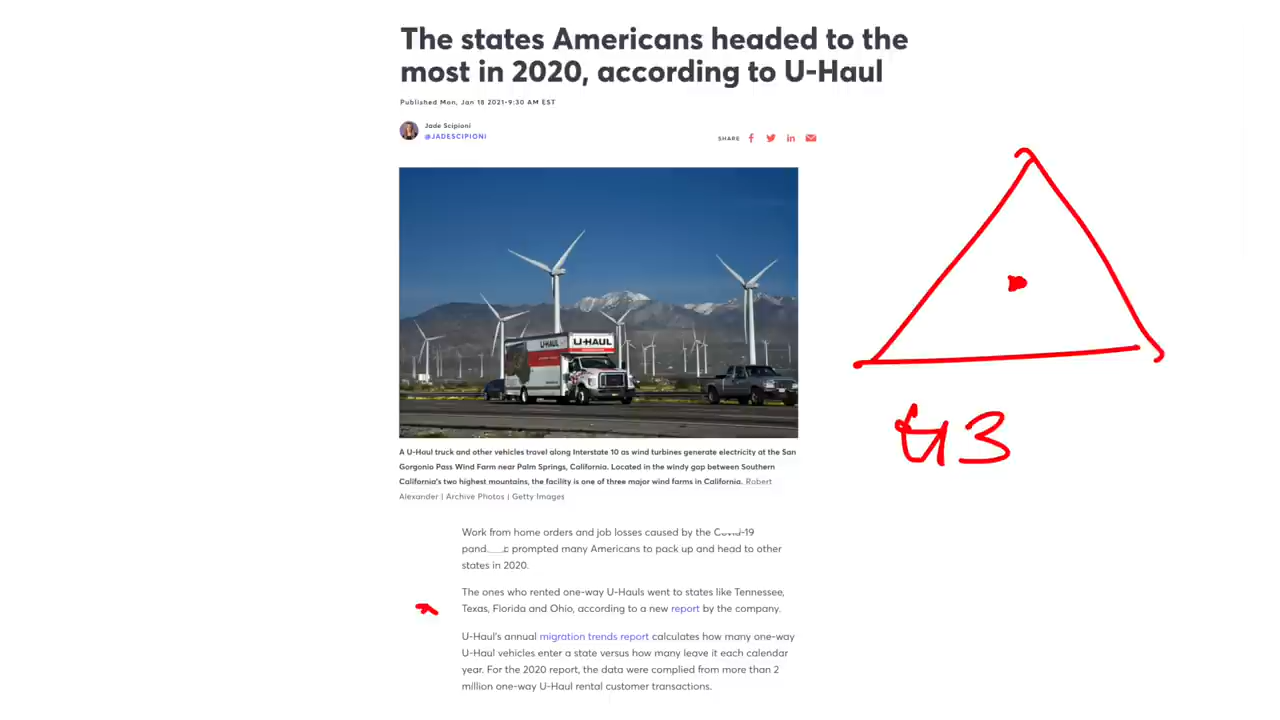 The states Americans headed to the
most in 2020, according to U-Haul
Published Mon, Jan 18 2021•9:30 AM EST
Jade Scipioni
@JADESCIPIONI
SHARE
U-HAUL
U-HAUL
A U-Haul truck and other vehicles travel along Interstate 10 as wind turbines generate electricity at the San
Gorgonio Pass Wind Farm near Palm Springs, California. Located in the windy gap between Southern
California's two highest mountains, the facility is one of three major wind farms in California. Robert
Alexander | Archive Photos | Getty Images
43
Work from home orders and job losses caused by the Covid-19
prompted many Americans to pack up and head to other
states in 2020.
The ones who rented one-way U-Hauls went to states like Tennessee,
Texas, Florida and Ohio, according to a new report by the company.
U-Haul's annual migration trends report calculates how many one-way
U-Haul vehicles enter a state versus how many leave it each calendar
year. For the 2020 report, the data were complied from more than 2
million one-way U-Haul rental customer transactions.